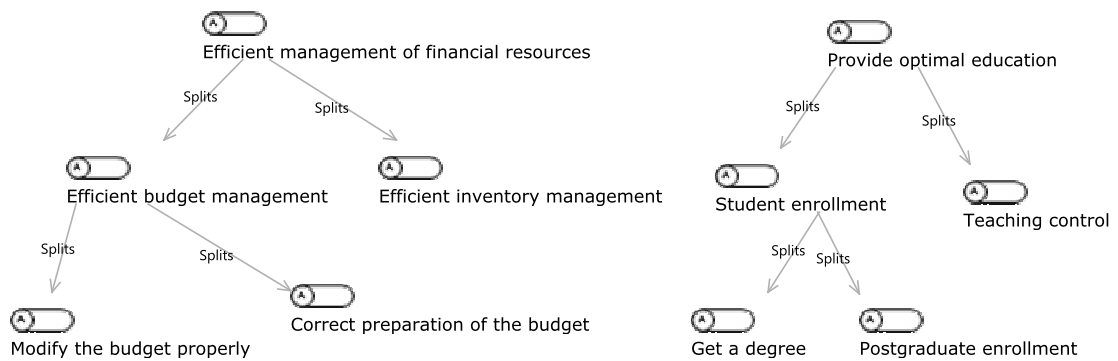 A
Efficient management of financial resources
Splits
Splits
A
Efficient budget management
A
Efficient inventory management
Splits
Splits
A
Modify the budget properly
A
Correct preparation of the budget
A
Provide optimal education
Splits
Splits
A
Student enrollment
A
Teaching control
Splits
Splits
A
Get a degree
A
Postgraduate enrollment